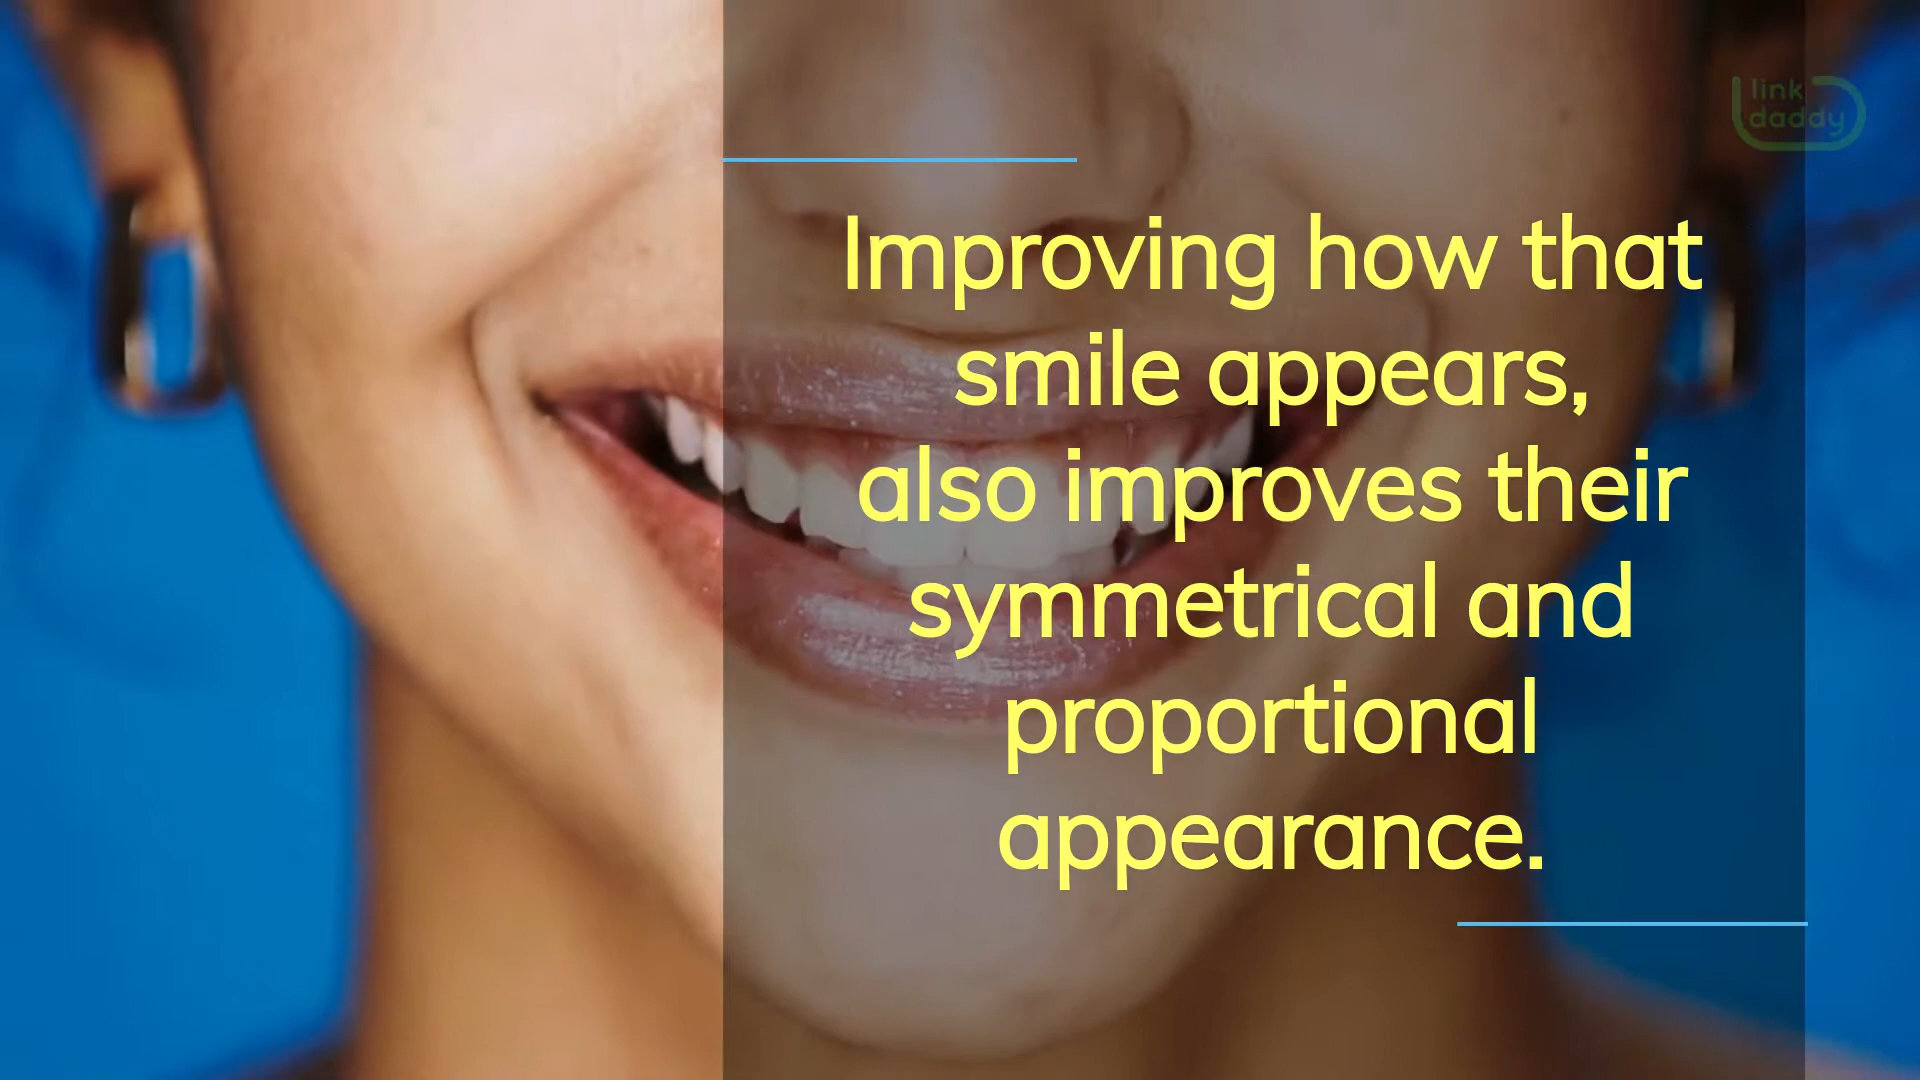 link
daddy
Improving how that
smile appears,
also improves their
symmetrical and
proportional
appearance.